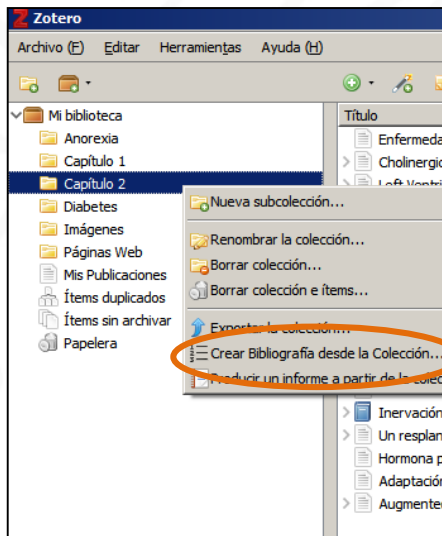 Zotero
Archivo (F) Editar Herramientas Ayuda (H)
Mi biblioteca
Anorexia
Capítulo 1
Capítulo 2
Diabetes
Imágenes
Páginas Web
Mis Publicaciones
Ítems duplicados
Ítems sin archivar
Papelera
Título
Enfermeda
Cholinergic
Left Ventri
Nueva subcolección...
Renombrar la colección...
Borrar colección...
Borrar colección e ítems...
Exportar la colección...
Crear Bibliografía desde la Colección...
Producir un informe a partir de la colec
Inervación
Un resplan
Hormona p
Adaptación
Augmente